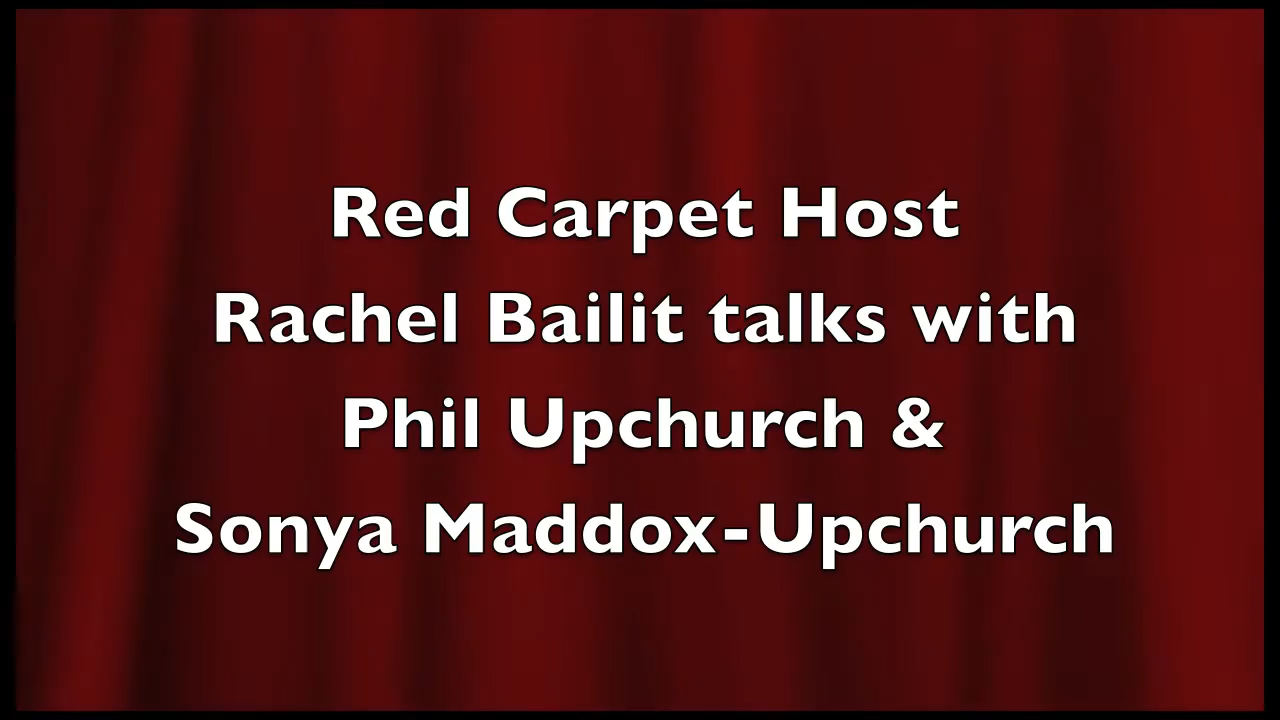 Red Carpet Host
Rachel Bailit talks with
Phil Upchurch &
Sonya Maddox-Upchurch